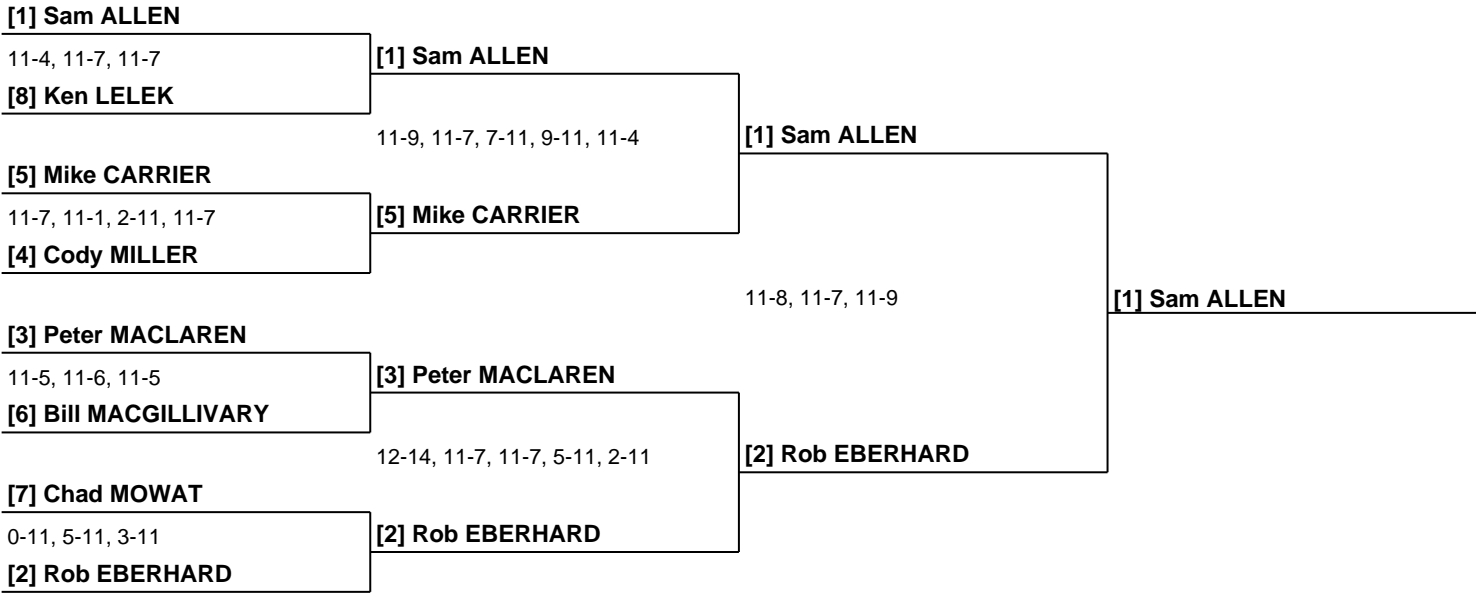 [1] Sam ALLEN
11-4, 11-7, 11-7
[8] Ken LELEK
[1] Sam ALLEN
11-9, 11-7, 7-11, 9-11, 11-4
[5] Mike CARRIER
11-7, 11-1, 2-11, 11-7
[4] Cody MILLER
[5] Mike CARRIER
[1] Sam ALLEN
11-8, 11-7, 11-9
[1] Sam ALLEN
[3] Peter MACLAREN
11-5, 11-6, 11-5
[6] Bill MACGILLIVARY
[3] Peter MACLAREN
12-14, 11-7, 11-7, 5-11, 2-11
[2] Rob EBERHARD
[7] Chad MOWAT
0-11, 5-11, 3-11
[2] Rob EBERHARD
[2] Rob EBERHARD